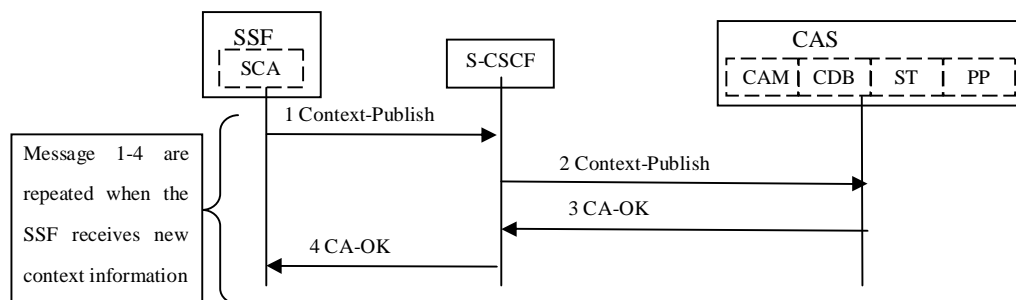 SSF
SCA
S-CSCF
CAS
CAM CDB ST PP
1 Context-Publish
2 Context-Publish
3 CA-OK
4 CA-OK
Message 1-4 are
repeated when the
SSF receives new
context information